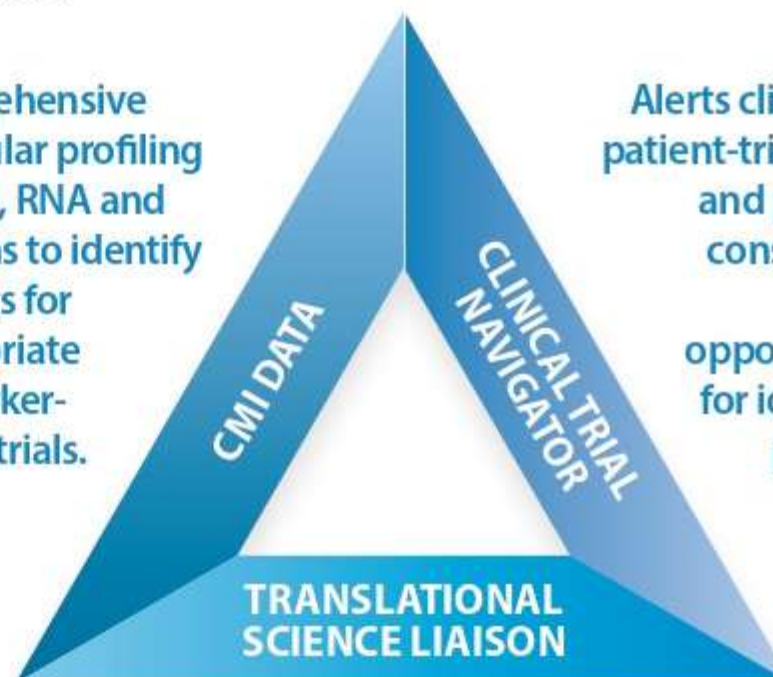 ehensive
lar profiling
, RNA and
s to identify
s for
riate
ker-
trials.
CMI DATA
Alerts cli
patient-tri
and
cons
oppo
for i
CLINICAL TRIAL
NAVIGATOR
TRANSLATIONAL
SCIENCE LIAISON